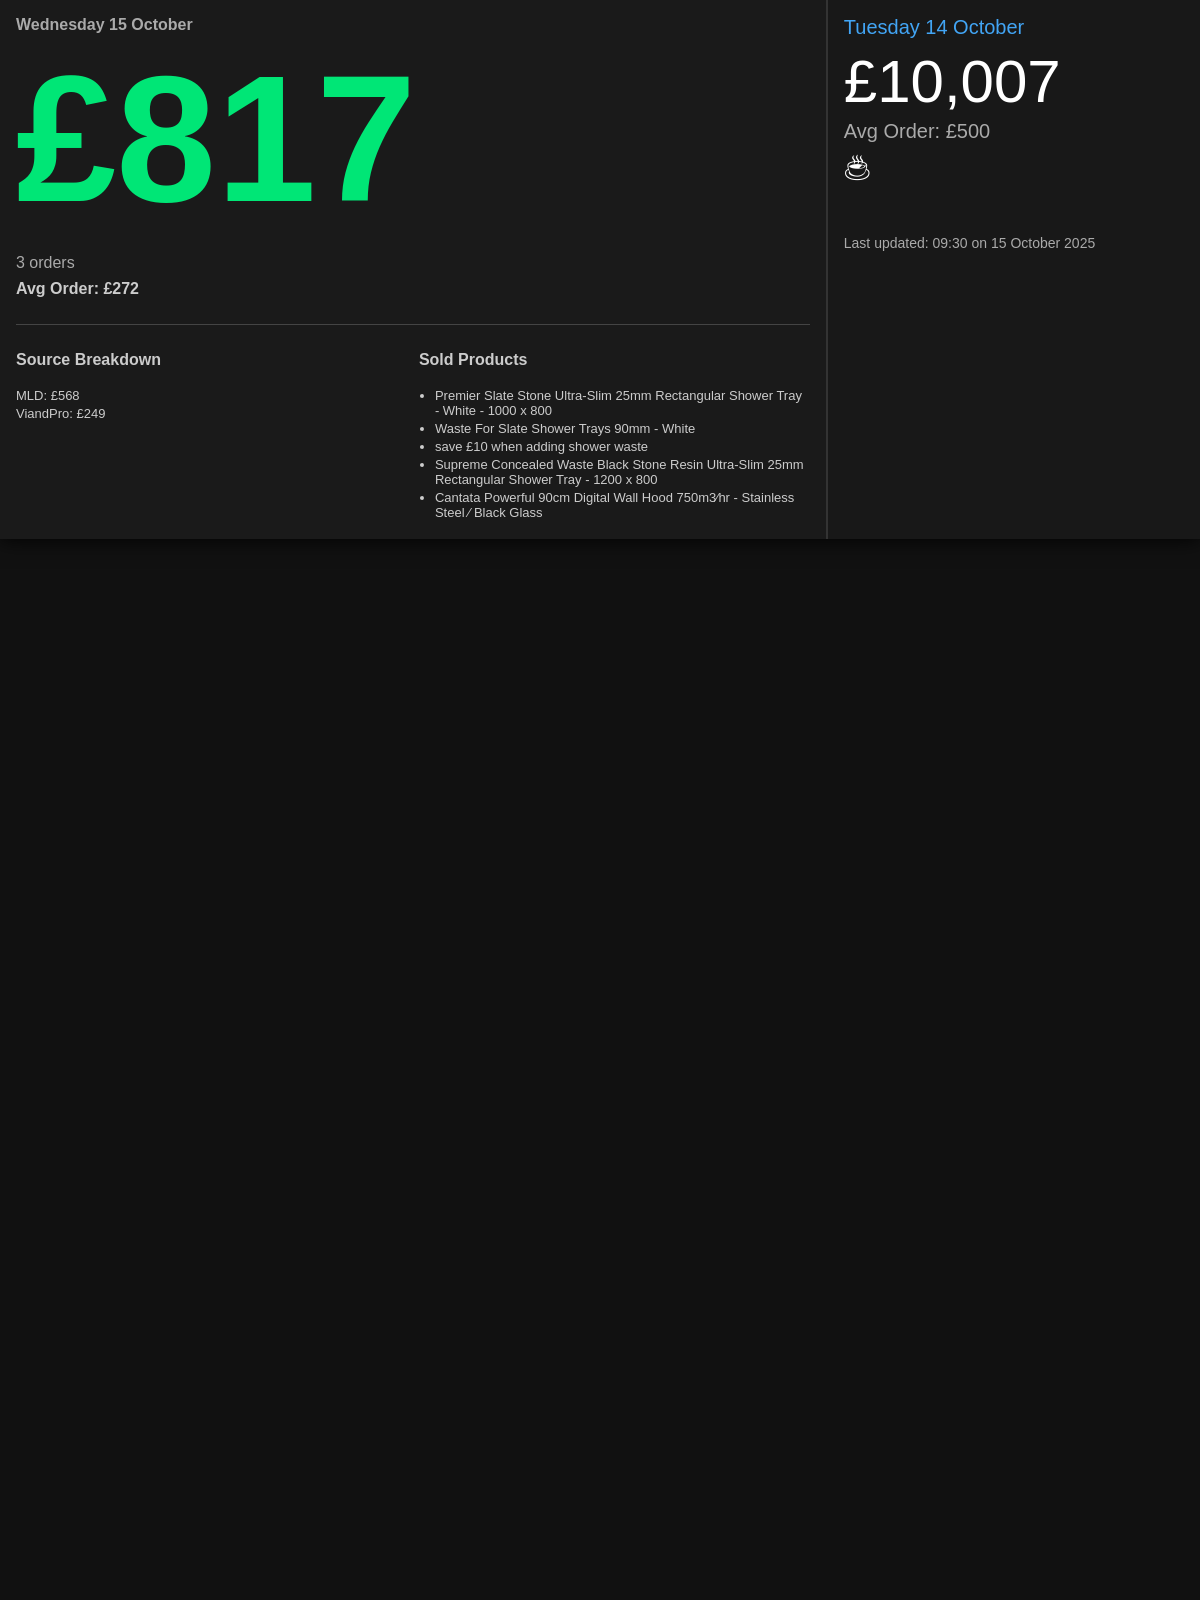 Wednesday 15 October
£817
3 orders
Avg Order: £272
Source Breakdown
MLD: £568
ViandPro: £249
Sold Products
• Premier Slate Stone Ultra-Slim 25mm Rectangular Shower Tray
- White - 1000 x 800
• Waste For Slate Shower Trays 90mm - White
• save £10 when adding shower waste
• Supreme Concealed Waste Black Stone Resin Ultra-Slim 25mm
Rectangular Shower Tray - 1200 x 800
• Cantata Powerful 90cm Digital Wall Hood 750m3⁄hr - Stainless
Steel ⁄ Black Glass
Tuesday 14 October
£10,007
Avg Order: £500
☕
Last updated: 09:30 on 15 October 2025